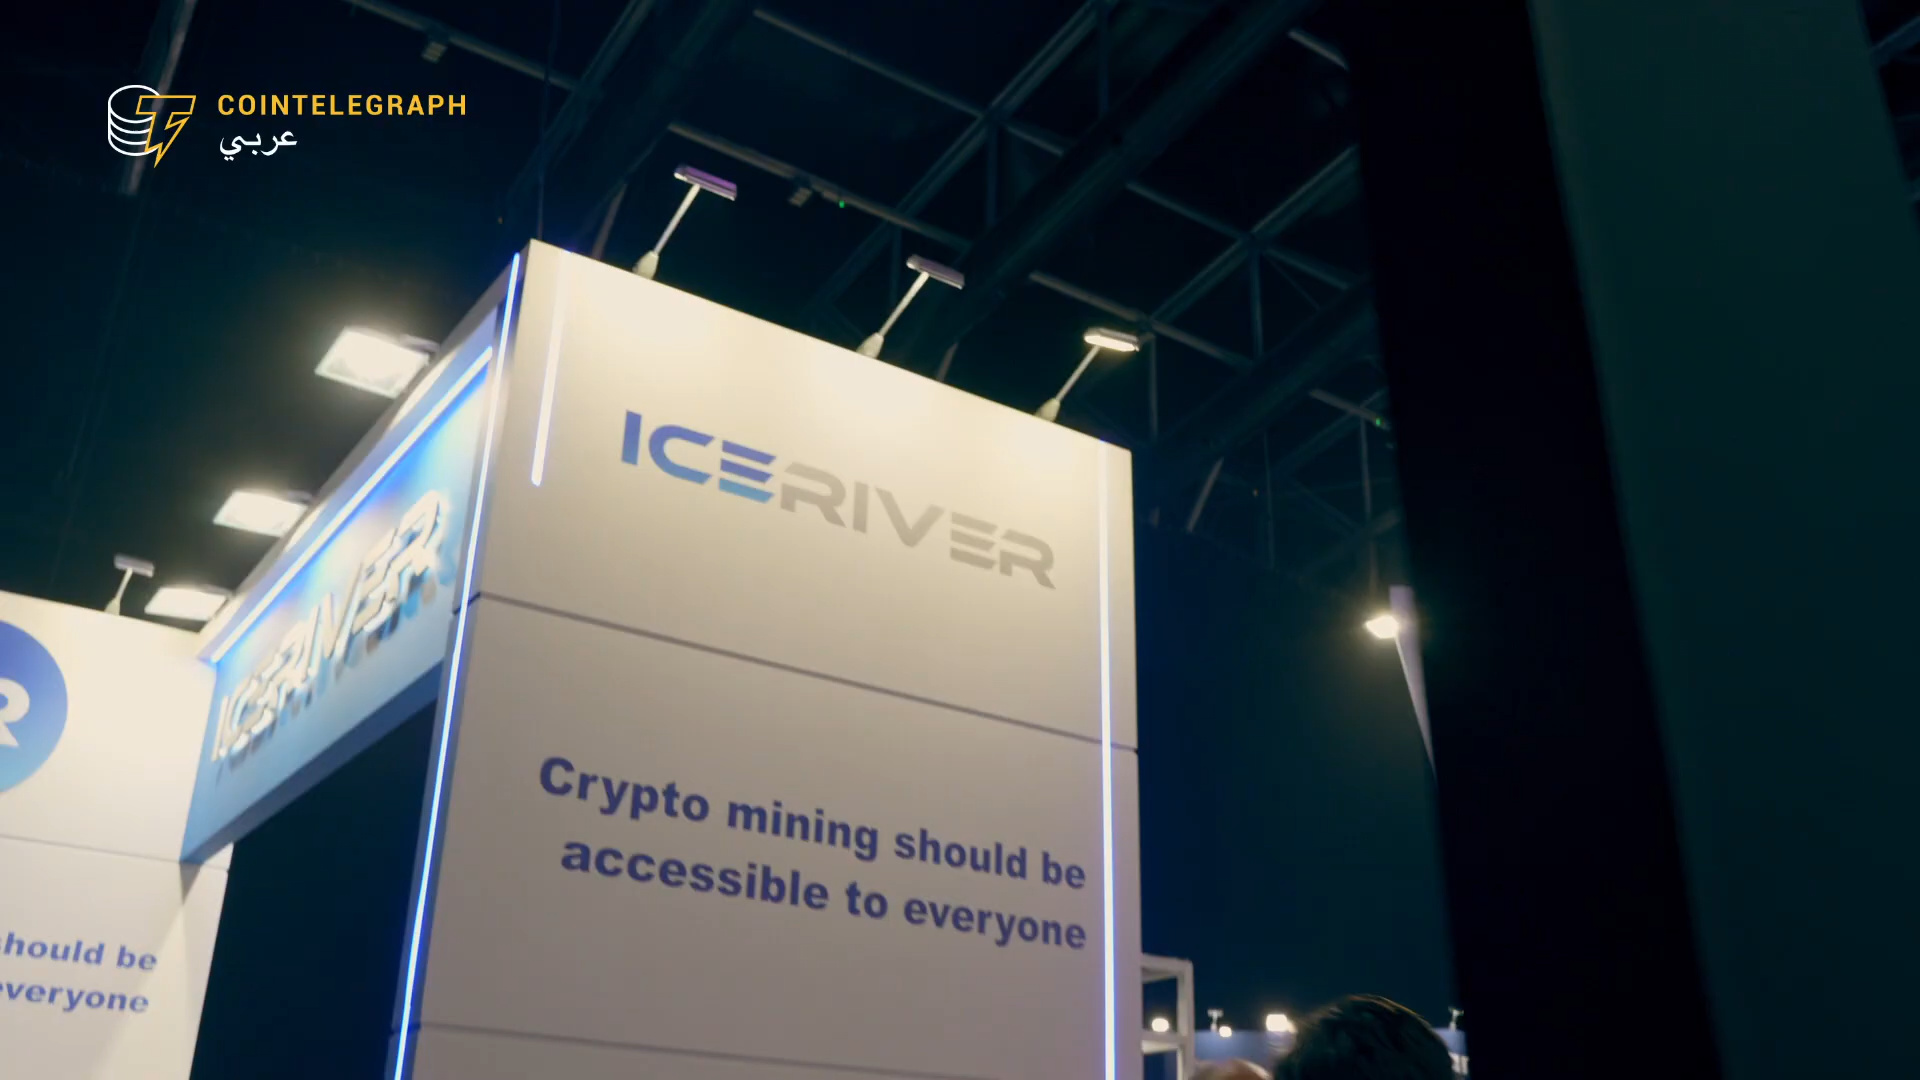 COINTELEGRAPH
عربي
ICERIVER
ICERIVER
R
Crypto mining should be
accessible to everyone
should be
everyone